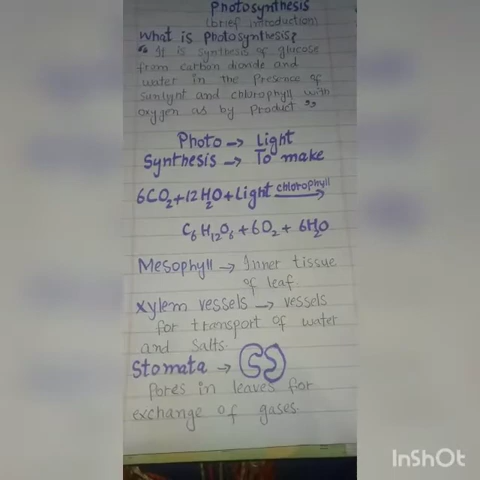 Photosynthesis
(brief introduction)
What is Photosynthesis?
"It is synthesis of glucose
from carbon dioxide and
water in the presence of
sunlight and chlorophyll with
oxygen as by Product"
Photo → Light
Synthesis → To make
6CO₂+12H₂O+Light chlorophyll →
C₆H₁₂O₆+6O₂+6H₂O
Mesophyll → Inner tissue
of leaf
Xylem vessels → vessels
for transport of water
and salts.
Stomata →
Pores in leaves for
exchange of gases.
InShOt